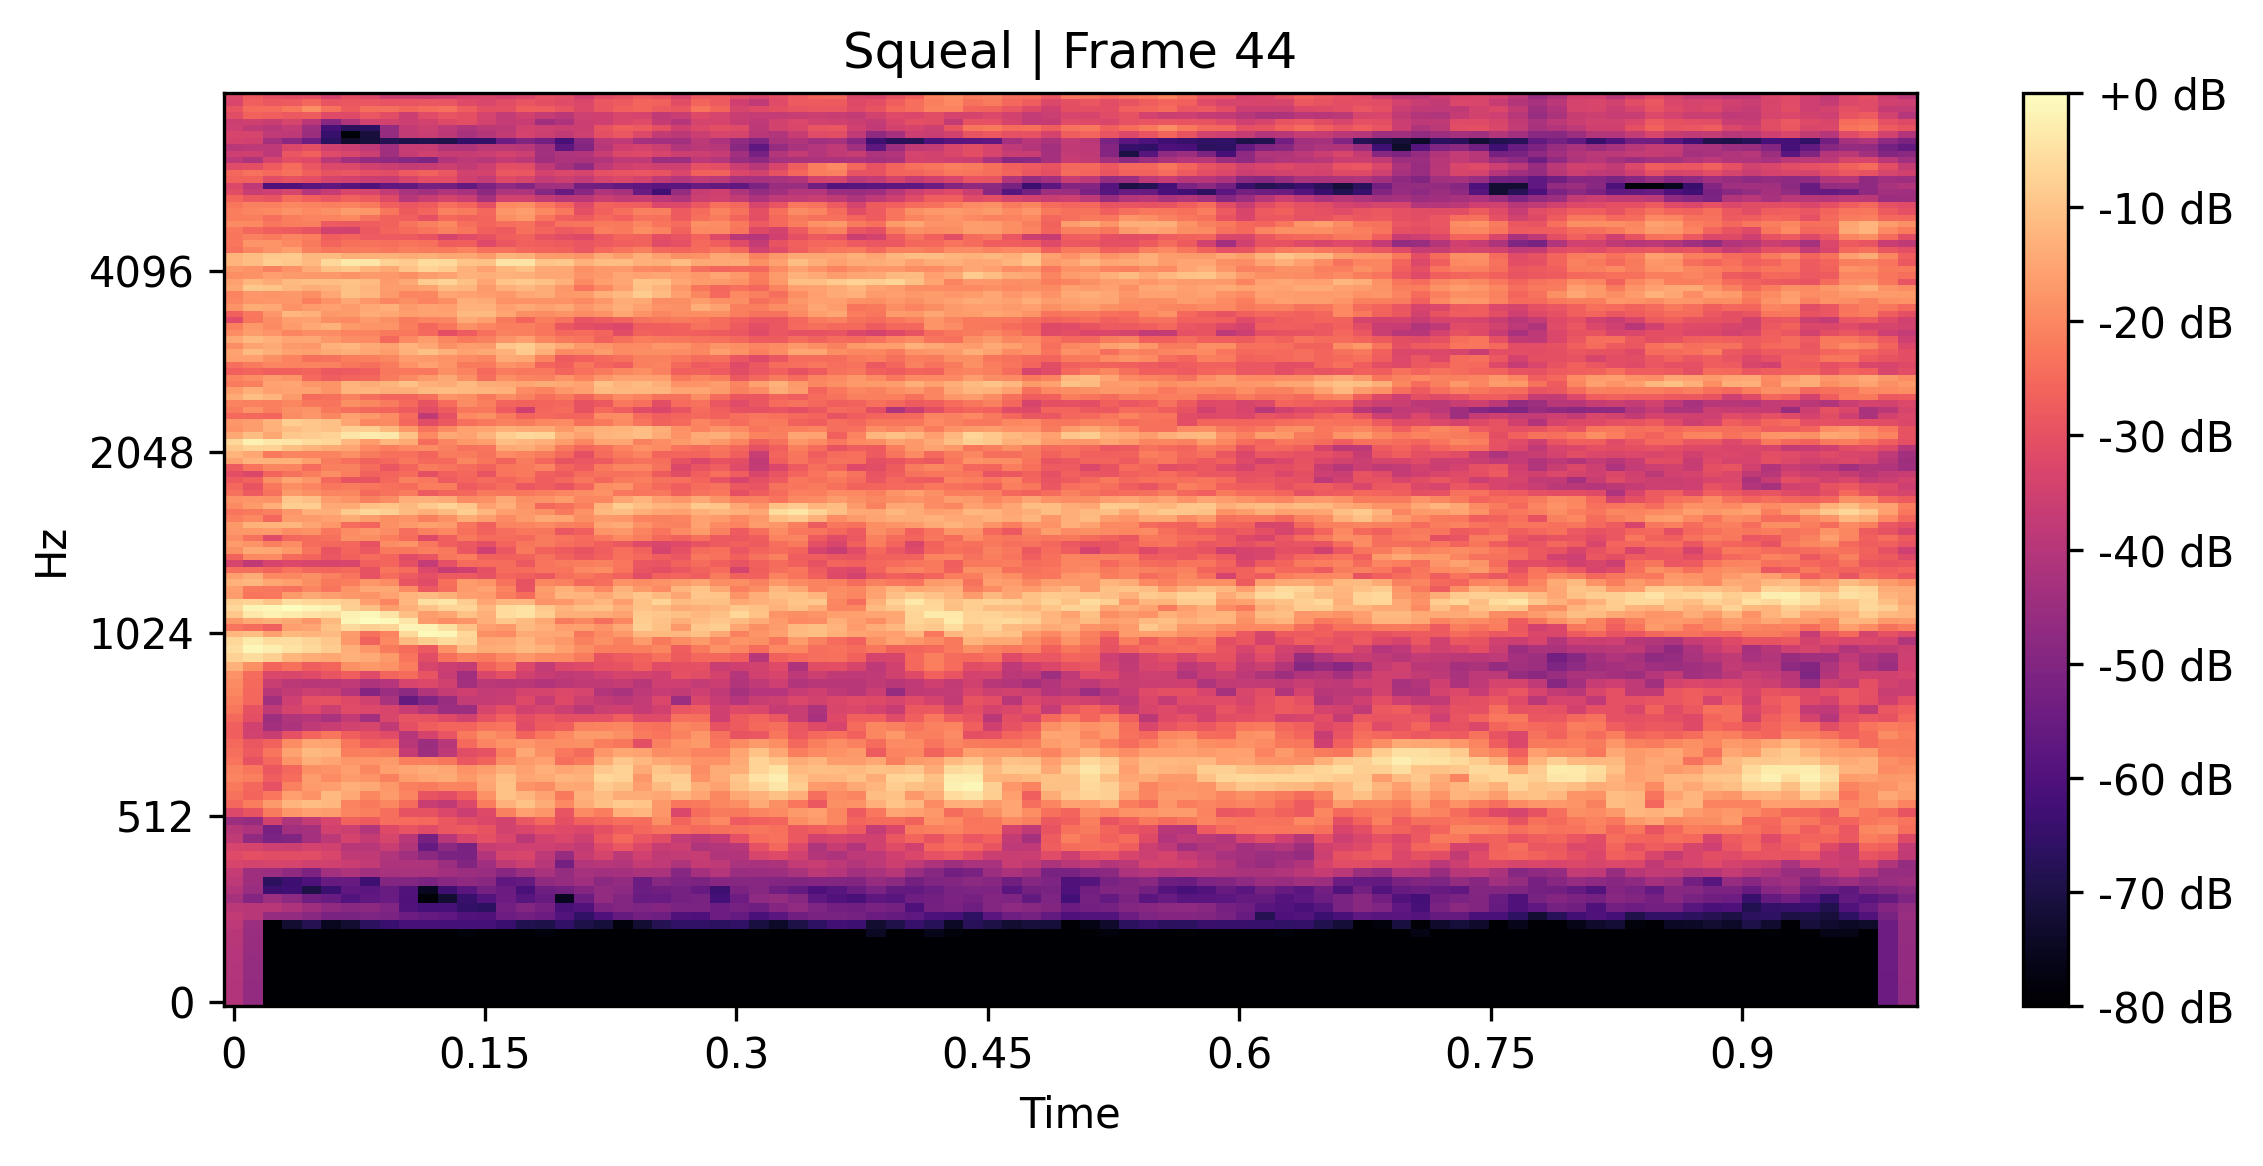 Squeal | Frame 44
Hz
4096
2048
1024
512
0
0 0.15 0.3 0.45 0.6 0.75 0.9
Time
+0 dB
-10 dB
-20 dB
-30 dB
-40 dB
-50 dB
-60 dB
-70 dB
-80 dB